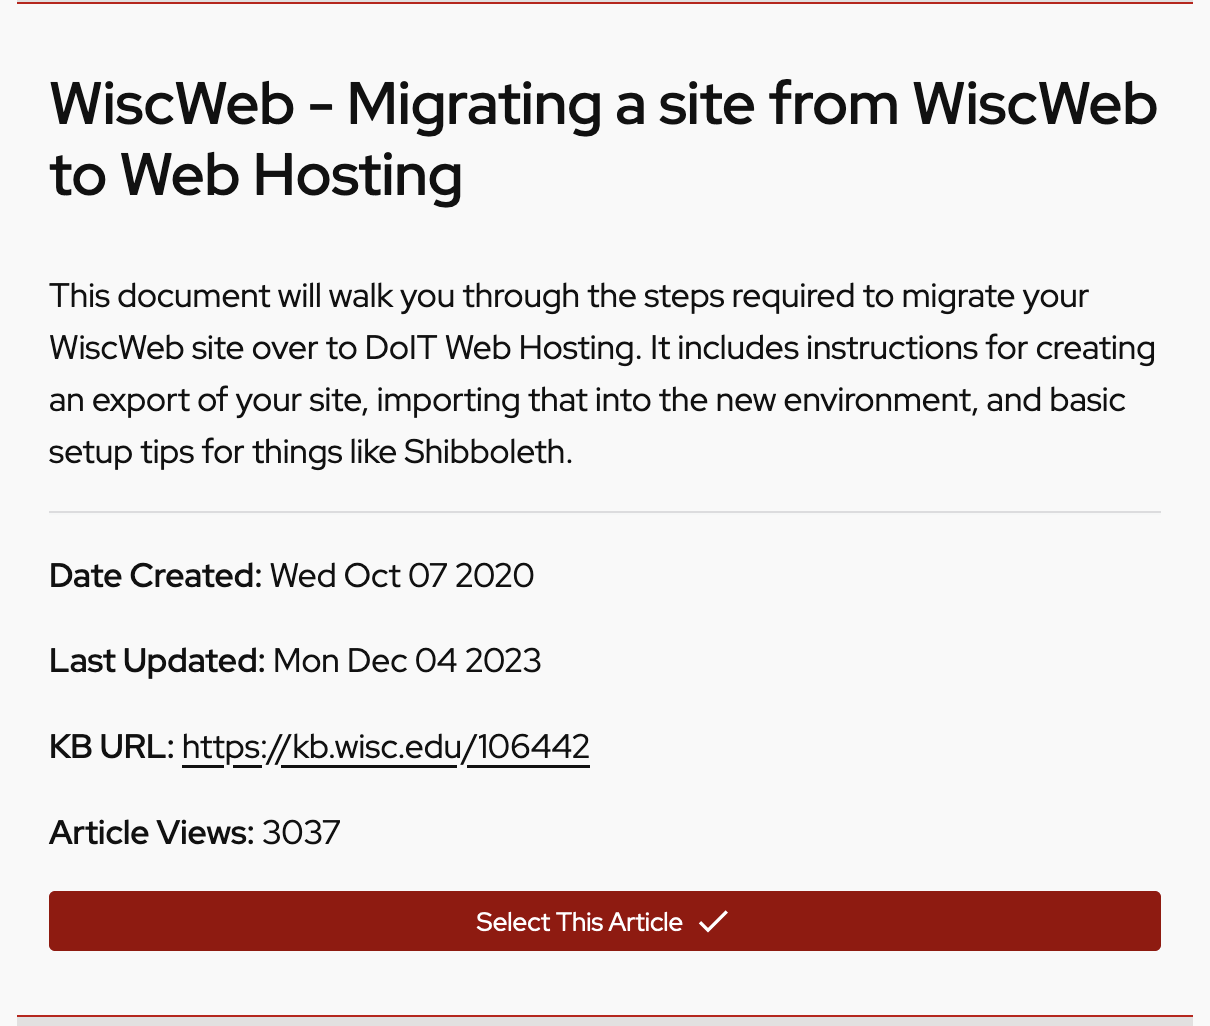 WiscWeb - Migrating a site from WiscWeb
to Web Hosting
This document will walk you through the steps required to migrate your
WiscWeb site over to DoIT Web Hosting. It includes instructions for creating
an export of your site, importing that into the new environment, and basic
setup tips for things like Shibboleth.
Date Created: Wed Oct 07 2020
Last Updated: Mon Dec 04 2023
KB URL: https://kb.wisc.edu/106442
Article Views: 3037
Select This Article